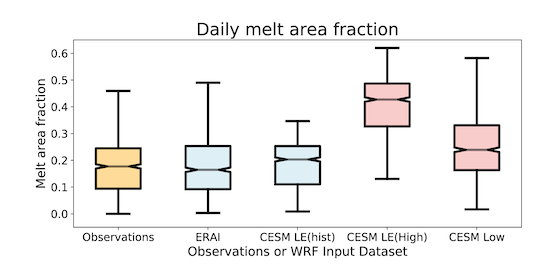 Daily melt area fraction
Melt area fraction
0.6
0.5
0.4
0.3
0.2
0.1
0.0
Observations ERAI CESM LE(hist) CESM LE(High) CESM Low
Observations or WRF Input Dataset